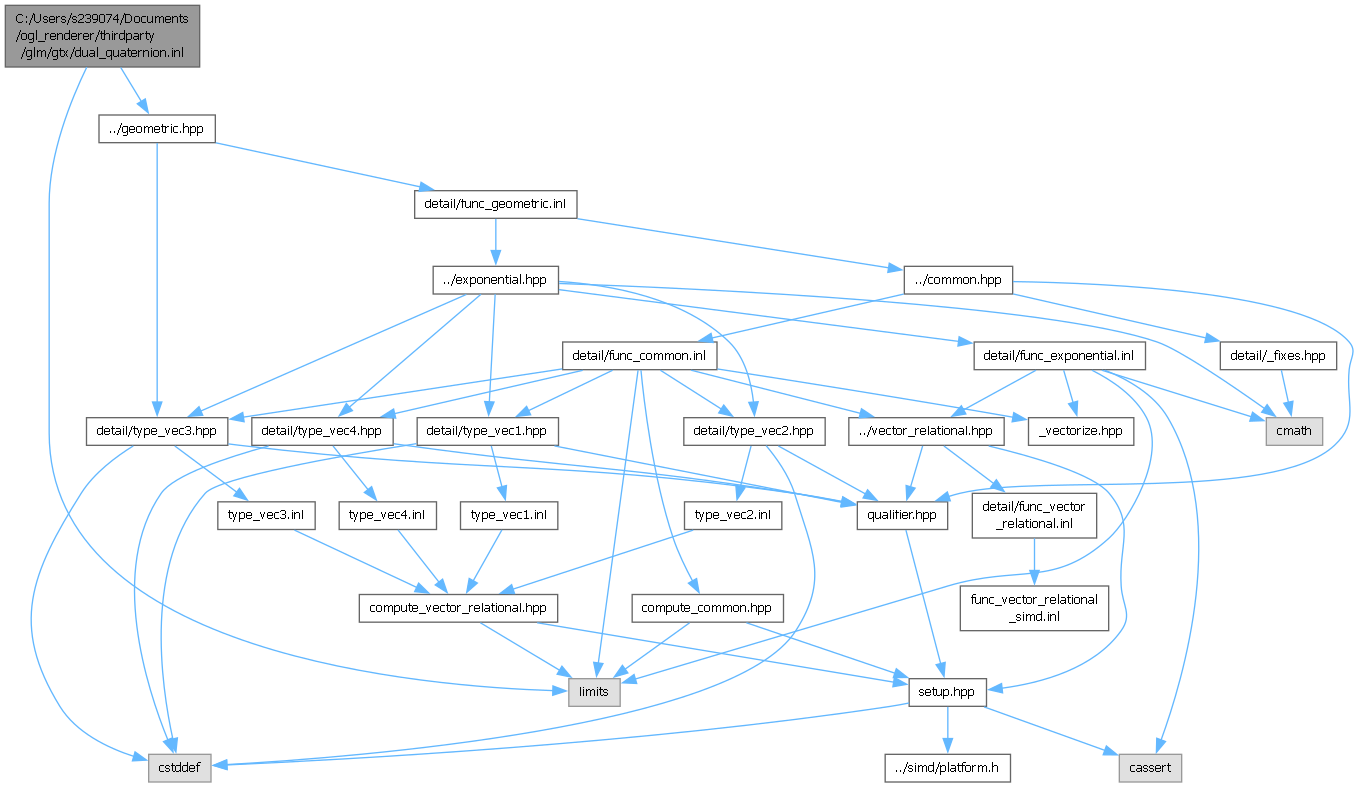 C:/Users/s239074/Documents
/ogl_renderer/thirdparty
/glm/gtx/dual_quaternion.inl
../geometric.hpp
detail/func_geometric.inl
../exponential.hpp
../common.hpp
detail/func_common.inl
detail/func_exponential.inl
detail/_fixes.hpp
detail/type_vec3.hpp
detail/type_vec4.hpp
detail/type_vec1.hpp
detail/type_vec2.hpp
../vector_relational.hpp
_vectorize.hpp
cmath
type_vec3.inl
type_vec4.inl
type_vec1.inl
type_vec2.inl
qualifier.hpp
detail/func_vector
_relational.inl
compute_vector_relational.hpp
compute_common.hpp
func_vector_relational
_simd.inl
limits
setup.hpp
cstddef
../simd/platform.h
cassert